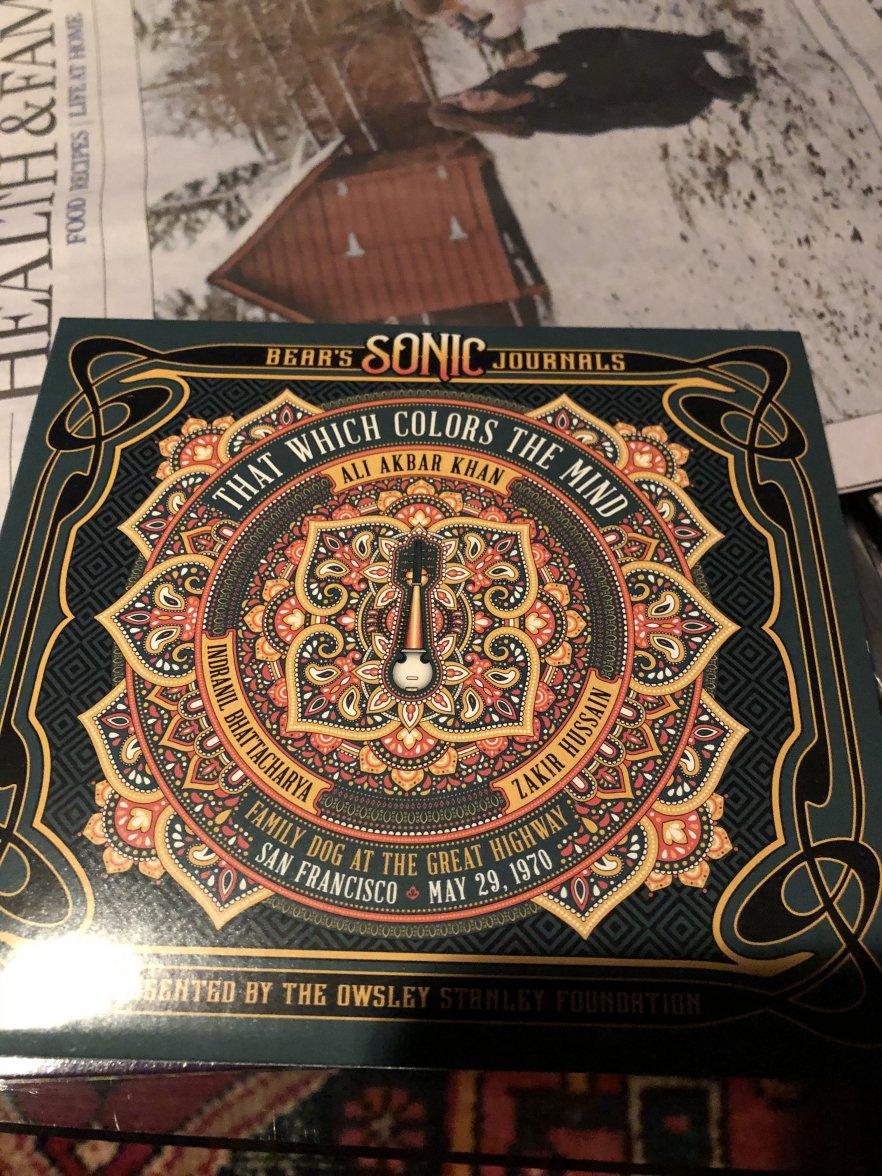 HEALTH & FAM
FOOD RECIPES | LIFE AT HOME
BEAR'S SONIC JOURNALS
THAT WHICH COLORS THE MIND
ALI AKBAR KHAN
INDRANIL BHATTACHARYA
ZAKIR HUSSAIN
FAMILY DOG AT THE GREAT HIGHWAY
SAN FRANCISCO MAY 29, 1970
SENTED BY THE OWSLEY STANLEY FOUNDATION